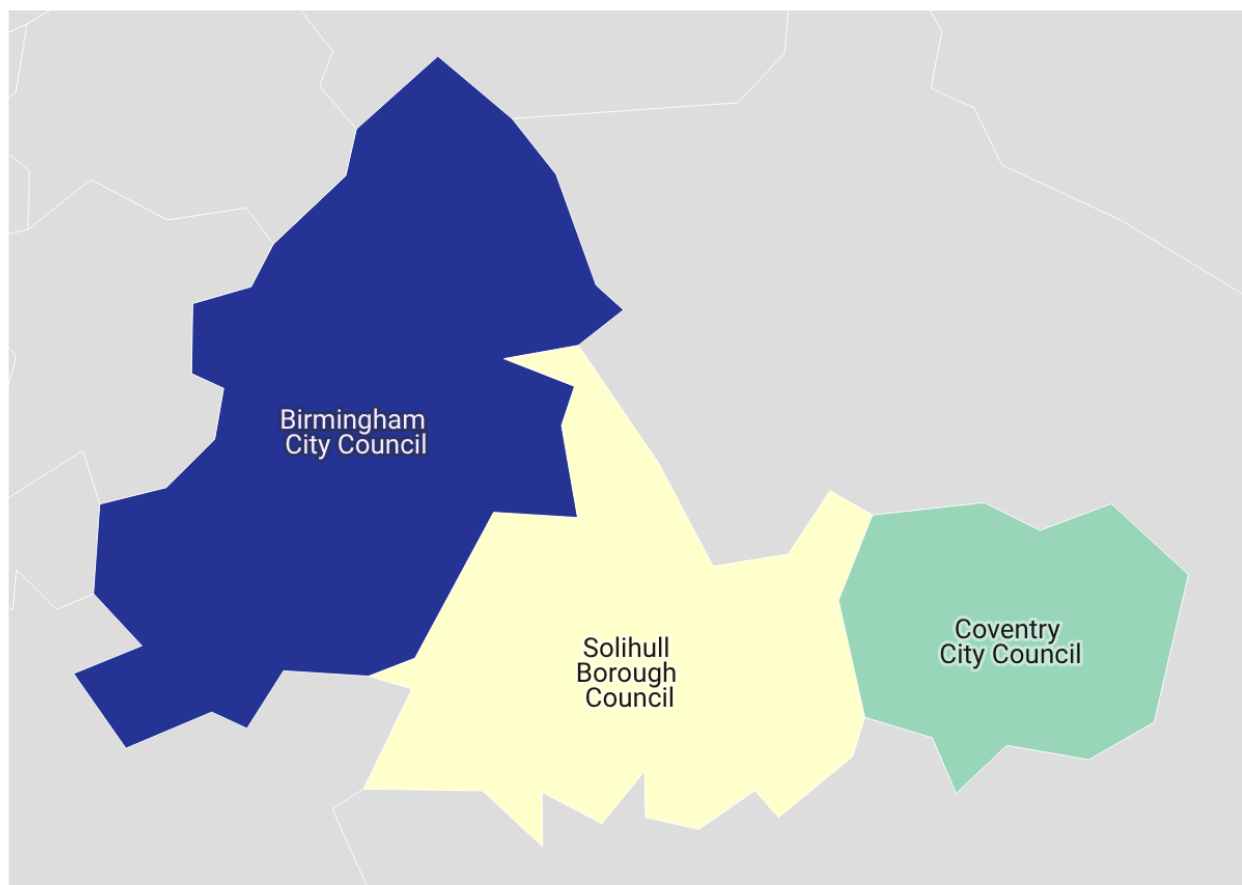 Birmingham
City Council
Solihull
Borough
Council
Coventry
City Council